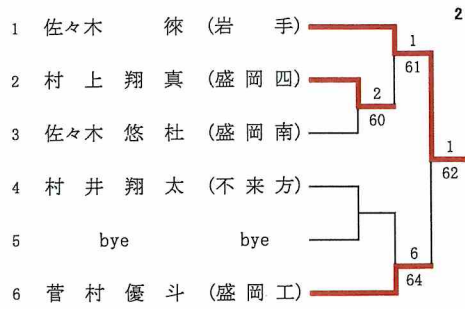 2
1 佐々木 徠 (岩 手)
1
61
2 村 上 翔 真 (盛 岡 四)
2
60
3 佐々木 悠 杜 (盛 岡 南)
1
62
4 村 井 翔 太 (不 来 方)
5 bye bye
6
64
6 菅 村 優 斗 (盛 岡 工)